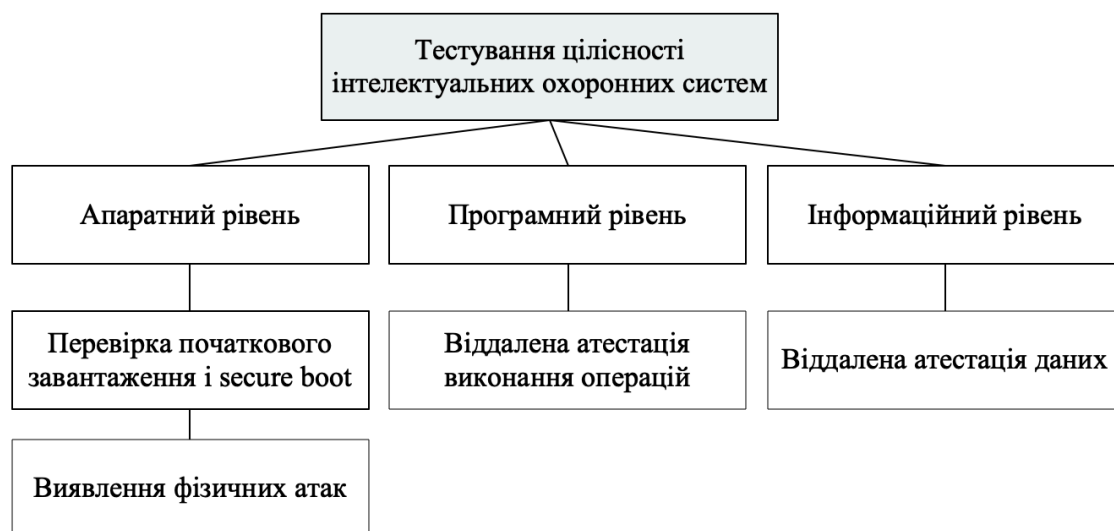 Тестування цілісності
інтелектуальних охоронних систем
Апаратний рівень
Програмний рівень
Інформаційний рівень
Перевірка початкового
завантаження і secure boot
Віддалена атестація
виконання операцій
Віддалена атестація даних
Виявлення фізичних атак